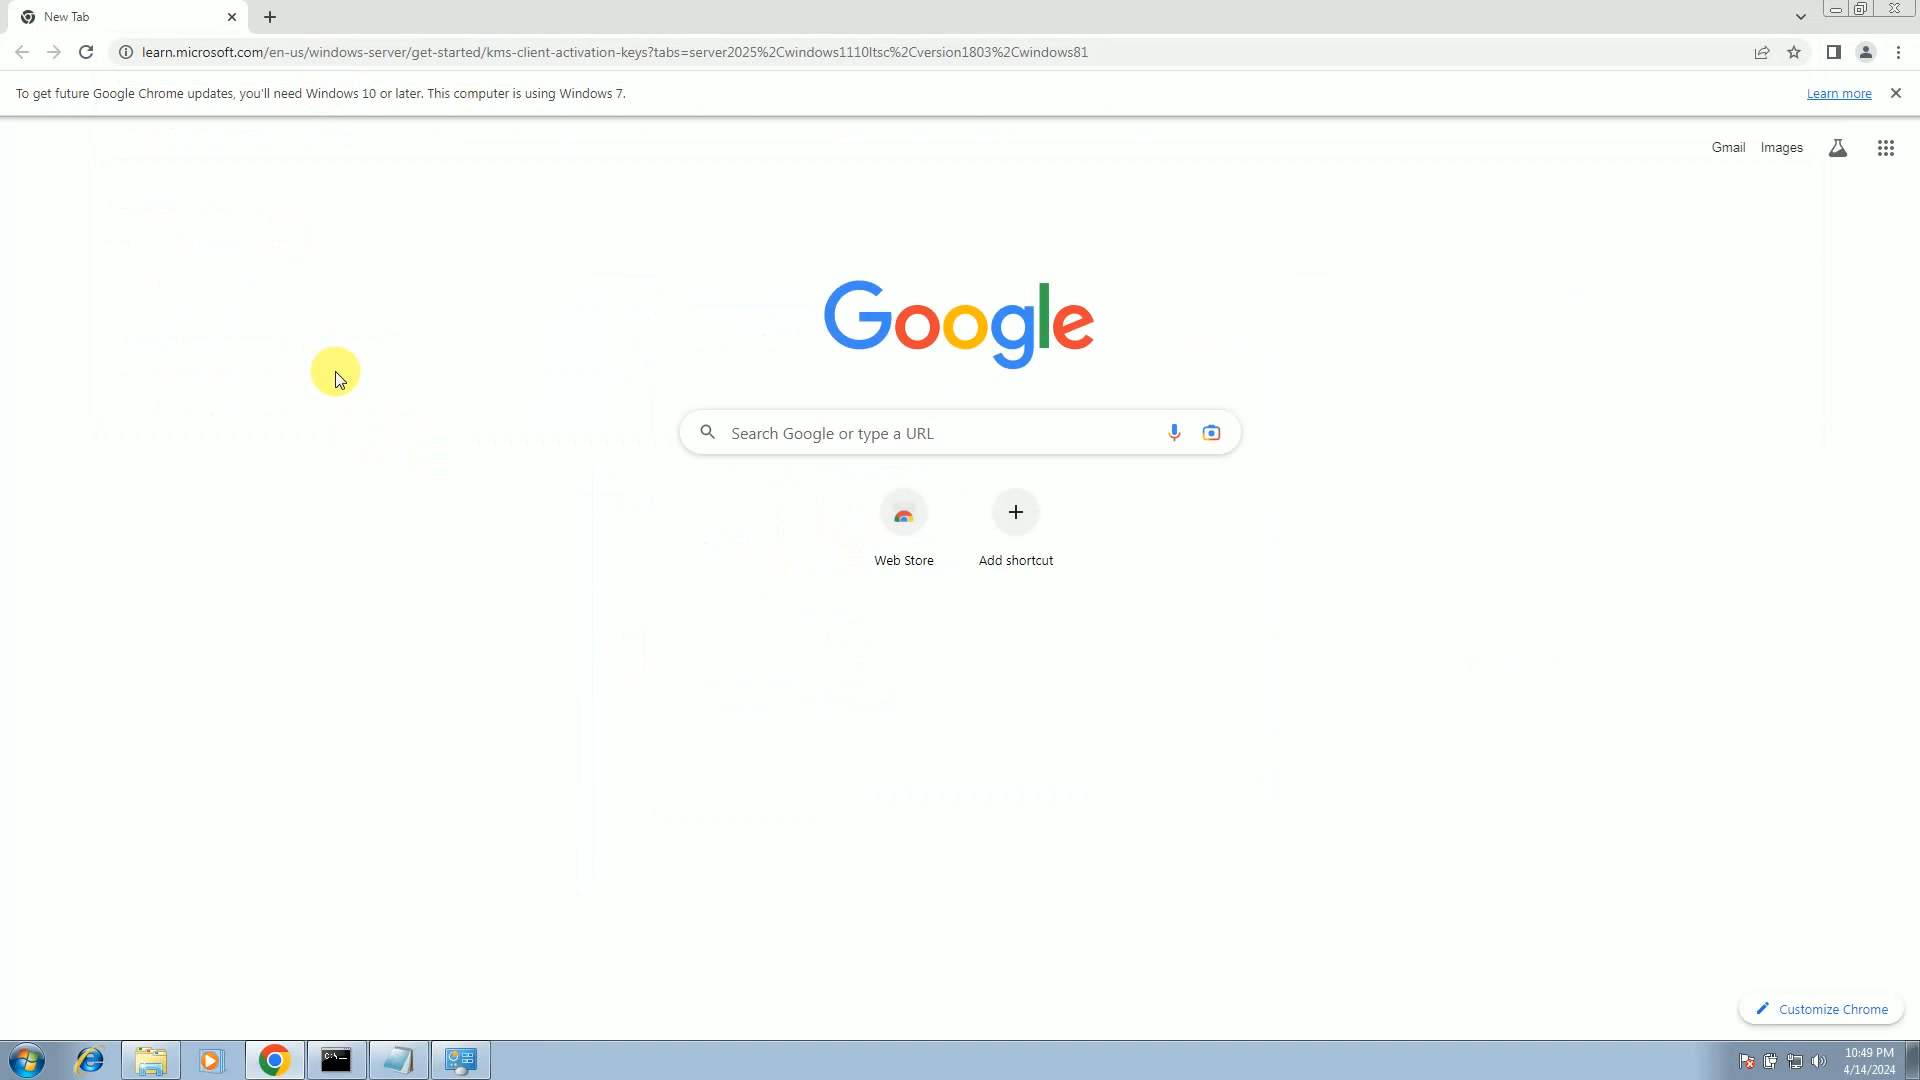 New Tab
learn.microsoft.com/en-us/windows-server/get-started/kms-client-activation-keys?tabs=server2025%2Cwindows1110ltsc%2Cversion1803%2Cwindows81
To get future Google Chrome updates, you'll need Windows 10 or later. This computer is using Windows 7.
Learn more
Gmail
Images
Google
Search Google or type a URL
Web Store
Add shortcut
Customize Chrome
C:\_
10:49 PM
4/14/2024